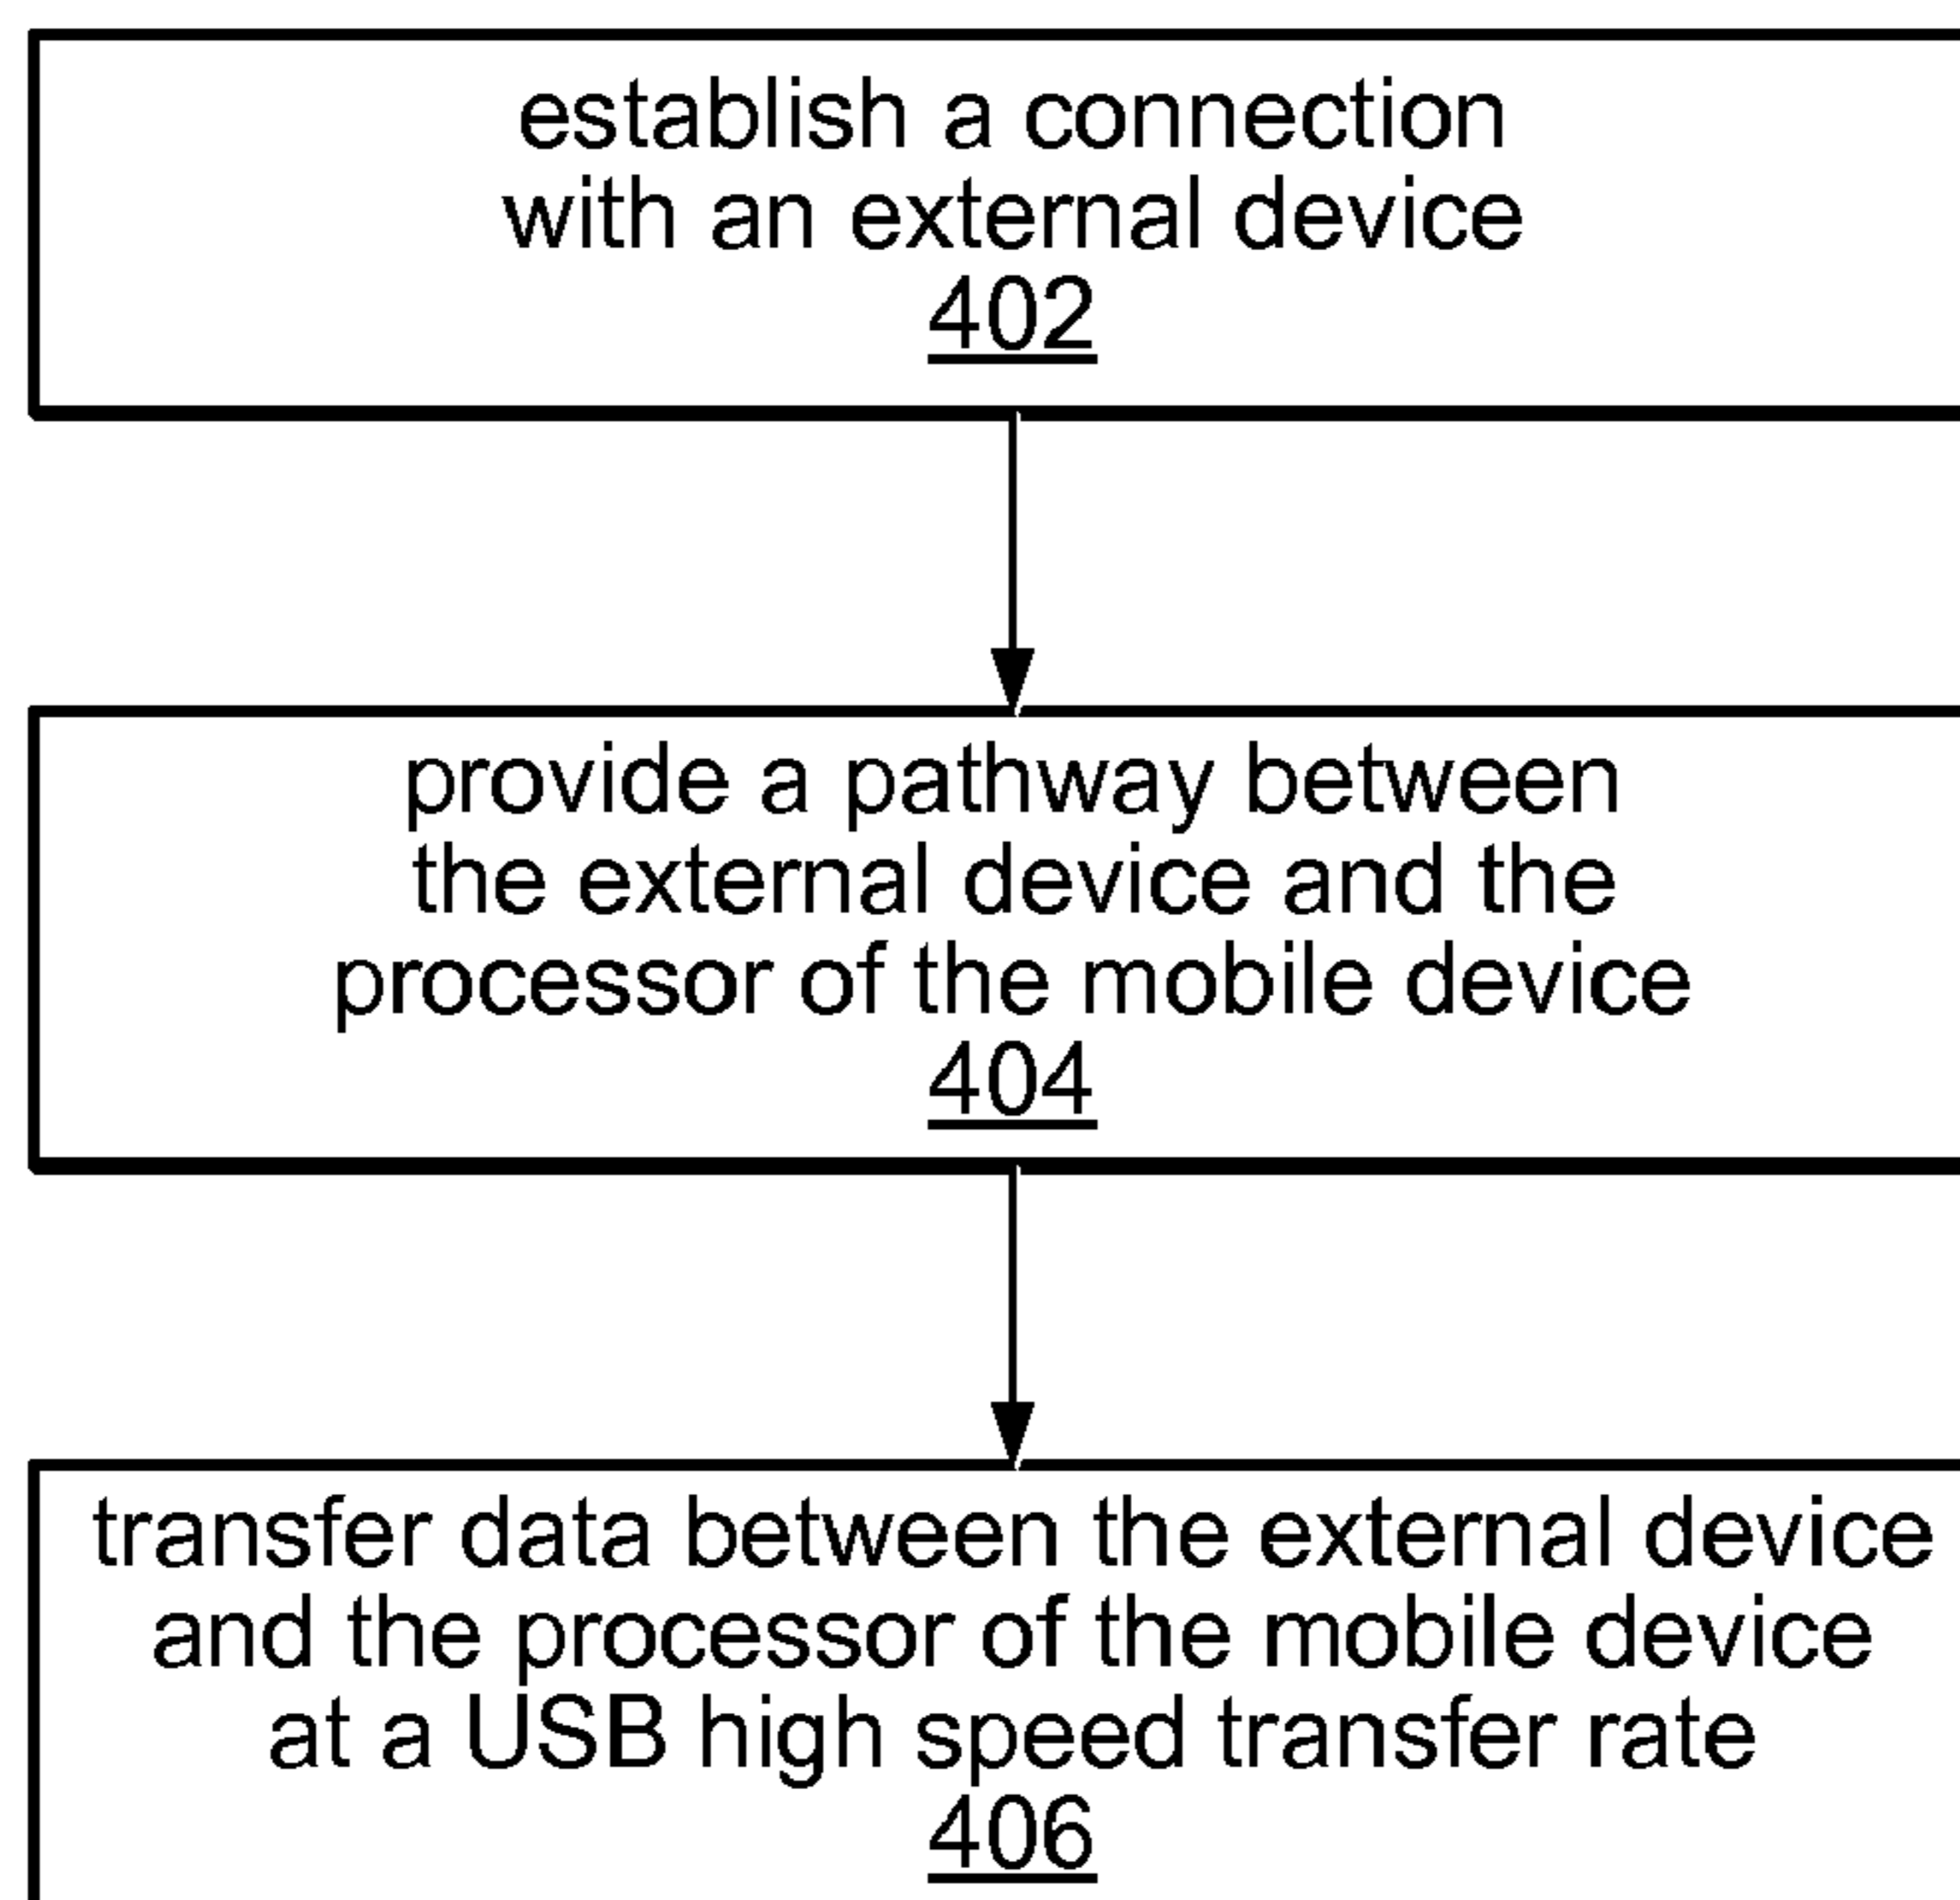 establish a connection
with an external device
402
provide a pathway between
the external device and the
processor of the mobile device
404
transfer data between the external device
and the processor of the mobile device
at a USB high speed transfer rate
406